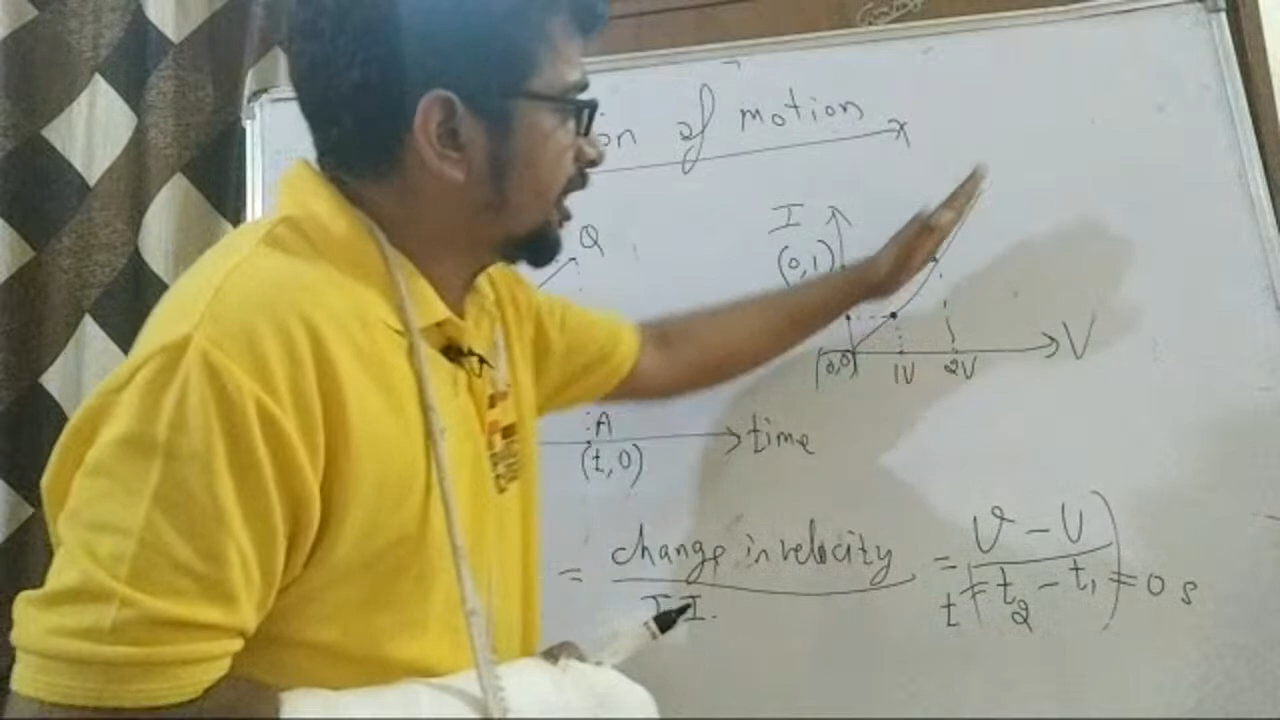 on of motion
Q
I
(0,1)
V
(0,0)
1V
2V
A
time
(t,0)
= change in velocity = V - U
T.I. t = t2 - t1 = 0 s